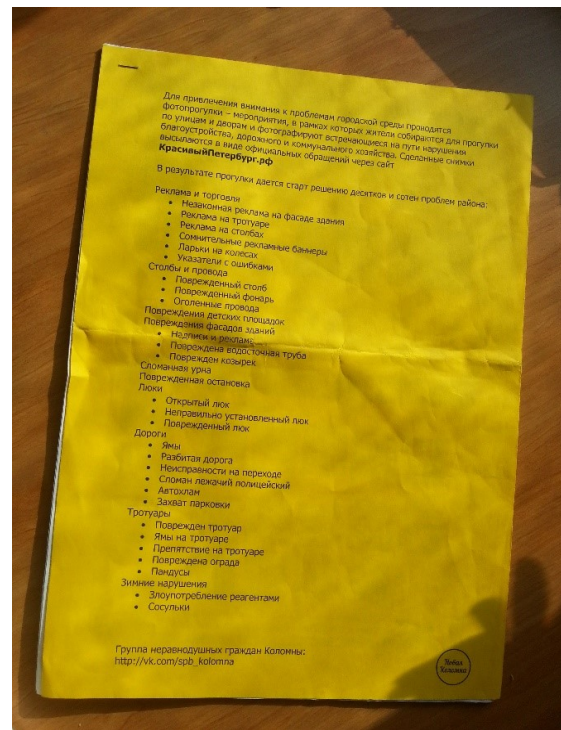 Для привлечения внимания к проблемам городской среды проводятся
фотопрогулки – мероприятия, в рамках которых жители собираются для прогулки
по улицам и дворам и фотографируют встречающиеся на пути нарушения
благоустройства, дорожного и коммунального хозяйства. Сделанные снимки
высылаются в виде официальных обращений через сайт
КрасивыйПетербург.рф
В результате прогулки дается старт решению десятков и сотен проблем района:
Реклама и торговля
• Незаконная реклама на фасаде здания
• Реклама на тротуаре
• Реклама на столбах
• Сомнительные рекламные баннеры
• Ларьки на колесах
• Указатели с ошибками
Столбы и провода
• Поврежденный столб
• Поврежденный фонарь
• Оголенные провода
Повреждения детских площадок
Повреждения фасадов зданий
• Надписи и реклама
• Повреждена водосточная труба
• Поврежден козырек
Сломанная урна
Поврежденная остановка
Люки
• Открытый люк
• Неправильно установленный люк
• Поврежденный люк
Дороги
• Ямы
• Разбитая дорога
• Неисправности на переходе
• Сломан лежачий полицейский
• Автохлам
• Захват парковки
Тротуары
• Поврежден тротуар
• Ямы на тротуаре
• Препятствие на тротуаре
• Повреждена ограда
• Пандусы
Зимние нарушения
• Злоупотребление реагентами
• Сосульки
Группа неравнодушных граждан Коломны:
http://vk.com/spb_kolomna
Новая
Коломна